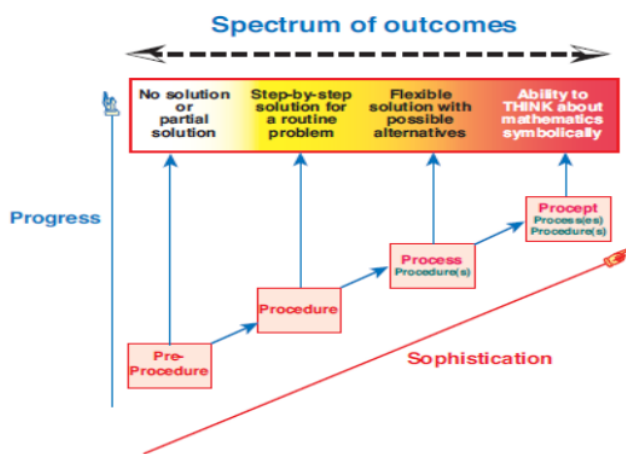 Spectrum of outcomes
No solution
or
partial
solution
Step-by-step
solution for
a routine
problem
Flexible
solution with
possible
alternatives
Ability to
THINK about
mathematics
symbolically
Progress
Procept
Process(es)
Procedure(s)
Process
Procedure(s)
Procedure
Pre-
Procedure
Sophistication